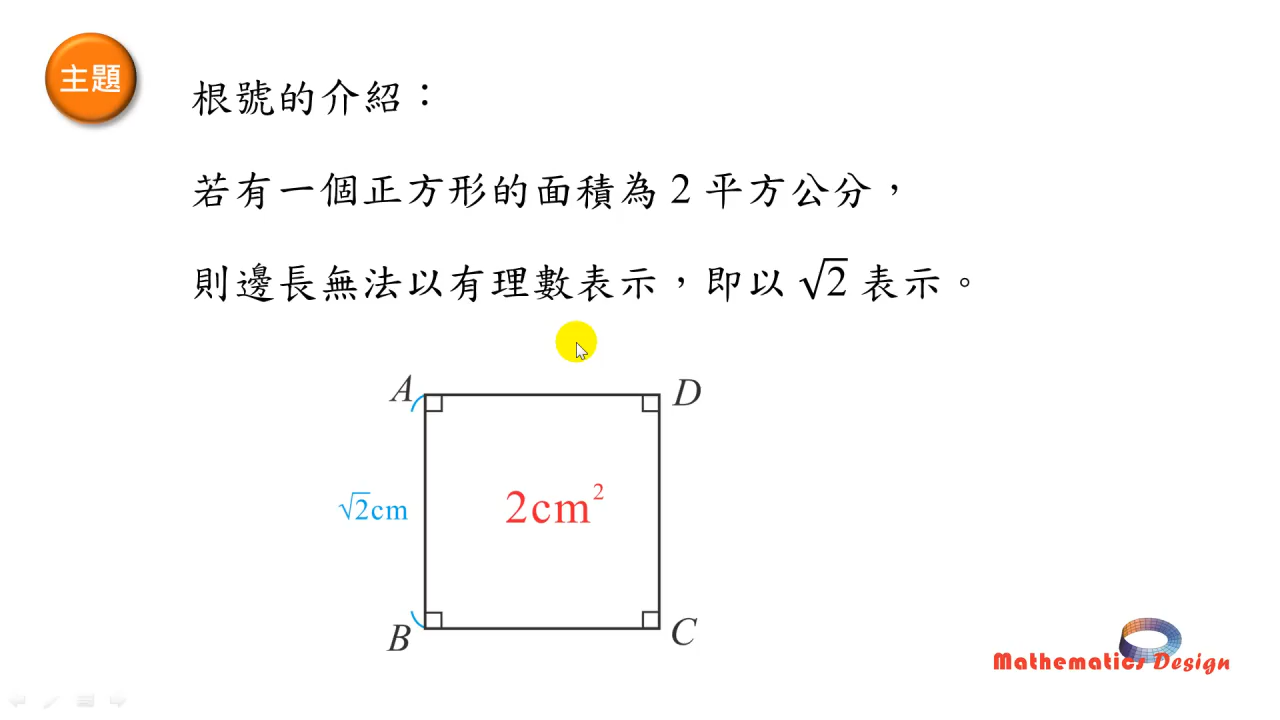 主題
根號的介紹：
若有一個正方形的面積為 2 平方公分，
則邊長無法以有理數表示，即以 √2 表示。
A
D
√2cm
2cm²
B
C
Mathematics Design